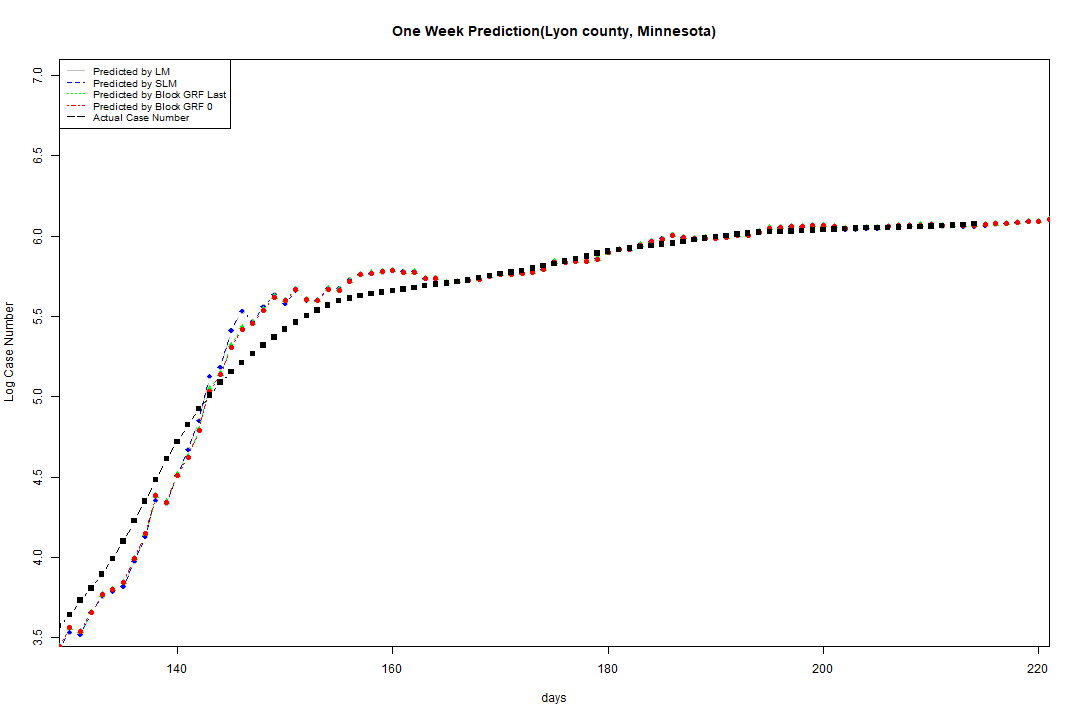 One Week Prediction(Lyon county, Minnesota)
Predicted by LM
Predicted by SLM
Predicted by Block GRF Last
Predicted by Block GRF 0
Actual Case Number
7.0
6.5
6.0
5.5
5.0
4.5
4.0
3.5
Log Case Number
140 160 180 200 220
days